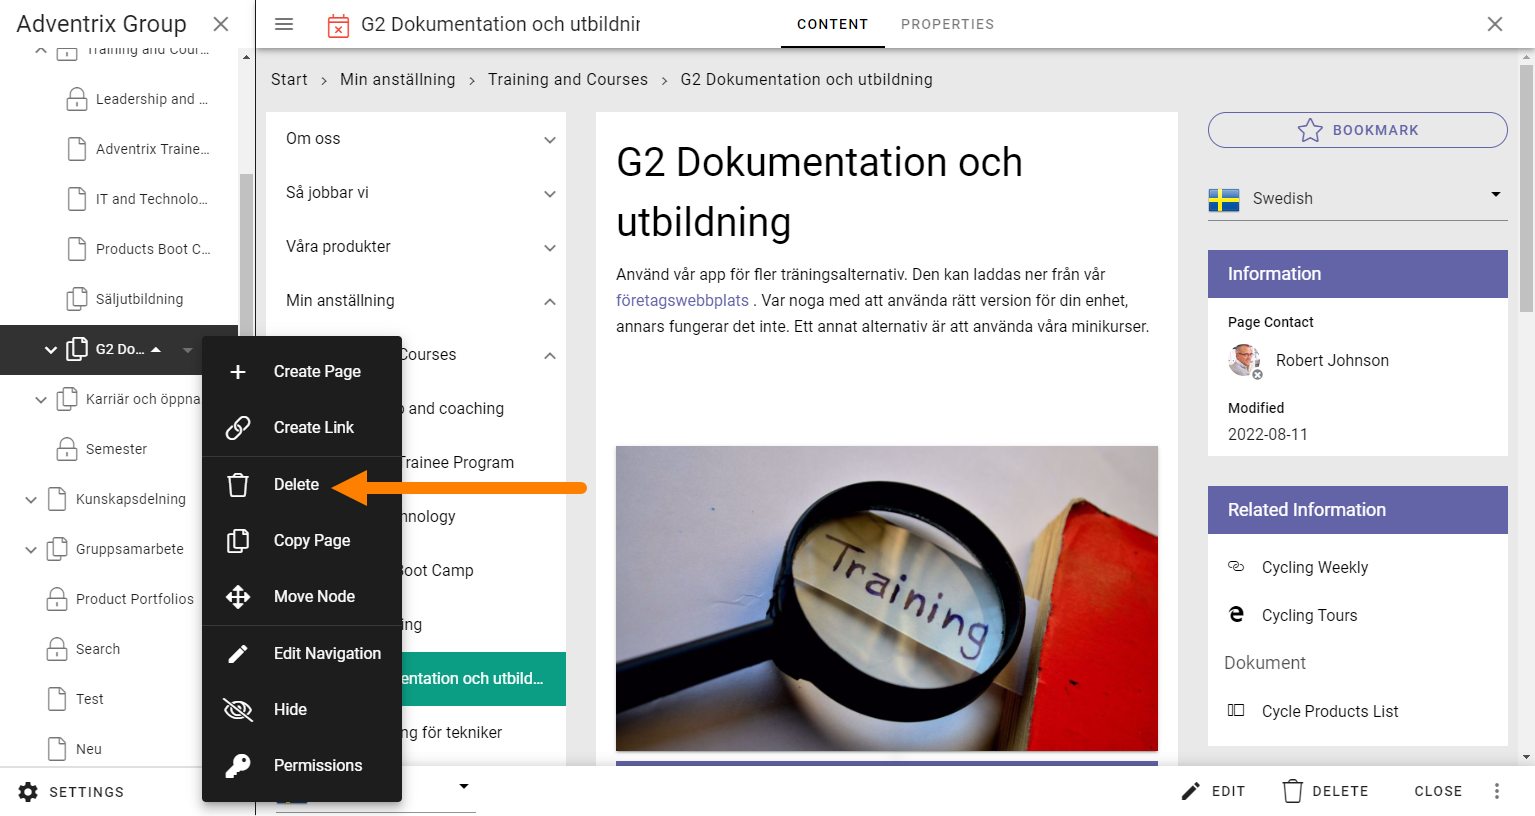 Adventrix Group
G2 Dokumentation och utbildnin
CONTENT
PROPERTIES
Training and Cour...
Leadership and ...
Adventrix Traine...
IT and Technolo...
Products Boot C...
Säljutbildning
G2 Do...
Karriär och öppna
Semester
Kunskapsdelning
Gruppsamarbete
Product Portfolios
Search
Test
Neu
SETTINGS
Create Page
Create Link
Delete
Copy Page
Move Node
Edit Navigation
Hide
Permissions
Start > Min anställning > Training and Courses > G2 Dokumentation och utbildning
Om oss
Så jobbar vi
Våra produkter
Min anställning
Courses
and coaching
Trainee Program
hnology
Boot Camp
ing
entation och utbild...
ng för tekniker
G2 Dokumentation och
utbildning
Använd vår app för fler träningsalternativ. Den kan laddas ner från vår
företagswebbplats . Var noga med att använda rätt version för din enhet,
annars fungerar det inte. Ett annat alternativ är att använda våra minikurser.
Training
BOOKMARK
Swedish
Information
Page Contact
Robert Johnson
Modified
2022-08-11
Related Information
Cycling Weekly
Cycling Tours
Dokument
Cycle Products List
EDIT
DELETE
CLOSE